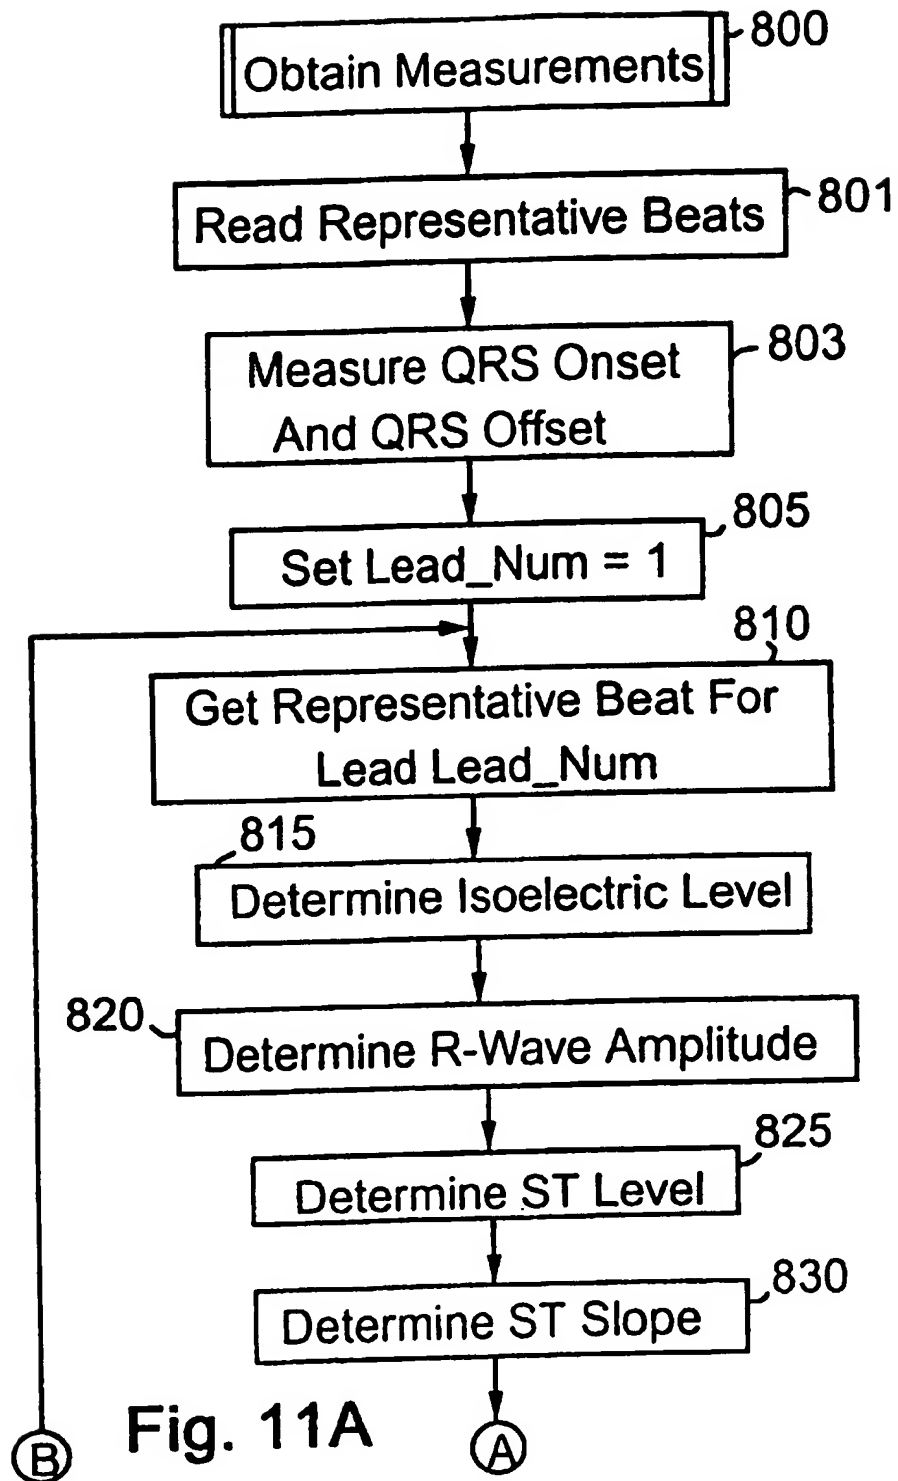 800
Obtain Measurements
801
Read Representative Beats
803
Measure QRS Onset
And QRS Offset
805
Set Lead_Num = 1
810
Get Representative Beat For
Lead Lead_Num
815
Determine Isoelectric Level
820
Determine R-Wave Amplitude
825
Determine ST Level
830
Determine ST Slope
B
Fig. 11A
A